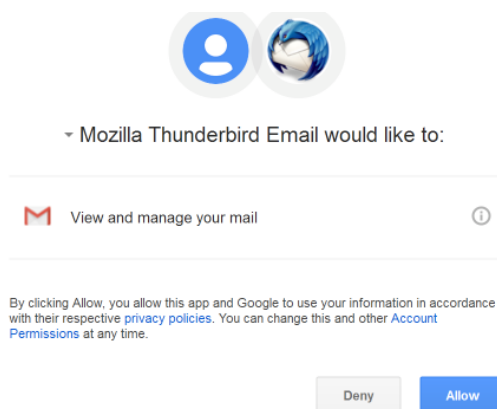 Mozilla Thunderbird Email would like to:
View and manage your mail
By clicking Allow, you allow this app and Google to use your information in accordance
with their respective privacy policies. You can change this and other Account
Permissions at any time.
Deny Allow